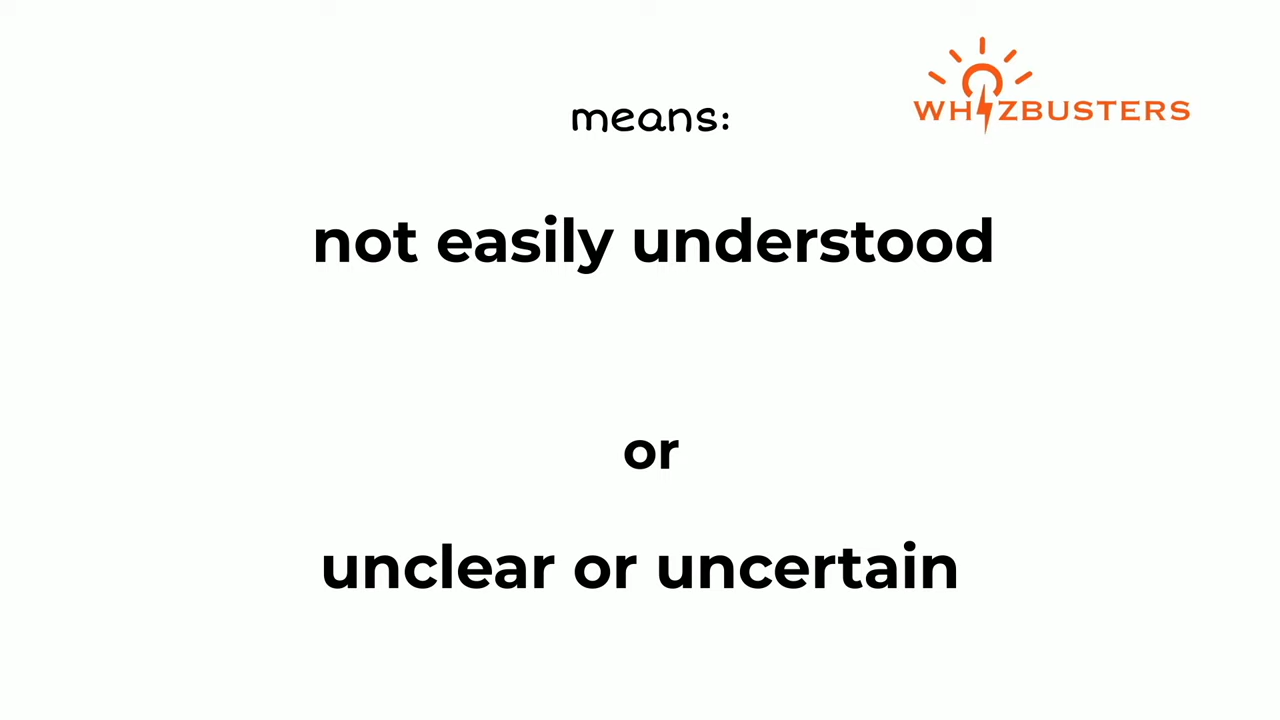 WHIZBUSTERS
means:
not easily understood
or
unclear or uncertain